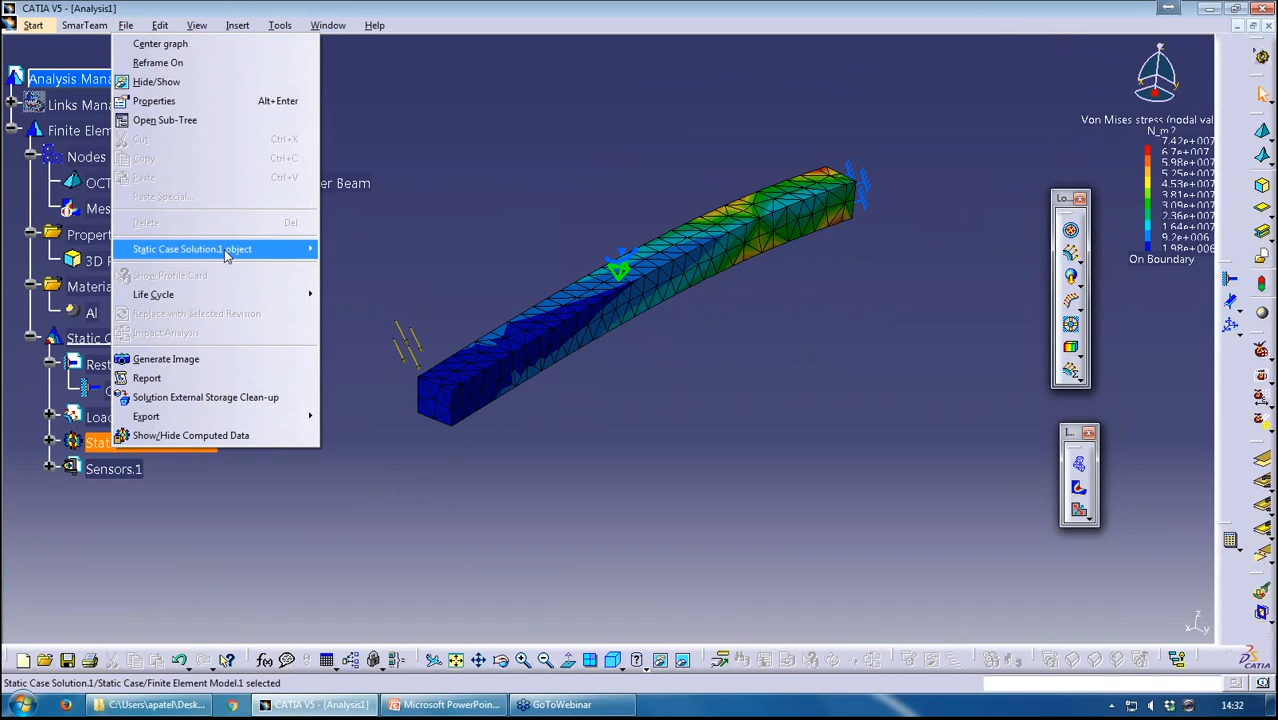 CATIA V5 - [Analysis1]
Start SmarTeam File Edit View Insert Tools Window Help
Analysis Mana
Links Mana
Finite Elem
Nodes
OCT
er Beam
Mes
Propert
3D P
Materia
Al
Static C
Rest
C
Load
Stat
Sensors.1
Center graph
Reframe On
Hide/Show
Properties Alt+Enter
Open Sub-Tree
Cut Ctrl+X
Copy Ctrl+C
Paste Ctrl+V
Paste Special...
Delete Del
Static Case Solution.1 object
Show Profile Card
Life Cycle
Replace with Selected Revision
Impact Analysis
Generate Image
Report
Solution External Storage Clean-up
Export
Show/Hide Computed Data
Von Mises stress (nodal val
N_m2
7.42e+007
6.7e+007
5.98e+007
5.25e+007
4.53e+007
3.81e+007
3.09e+007
2.36e+007
1.64e+007
9.2e+006
On Boundary
Lo...
I...
x z y
f(x)
CATIA
Static Case Solution.1/Static Case/Finite Element Model.1 selected
C:\Users\apatel\Desk...
CATIA V5 - [Analysis1]
Microsoft PowerPoin...
GoToWebinar
14:32